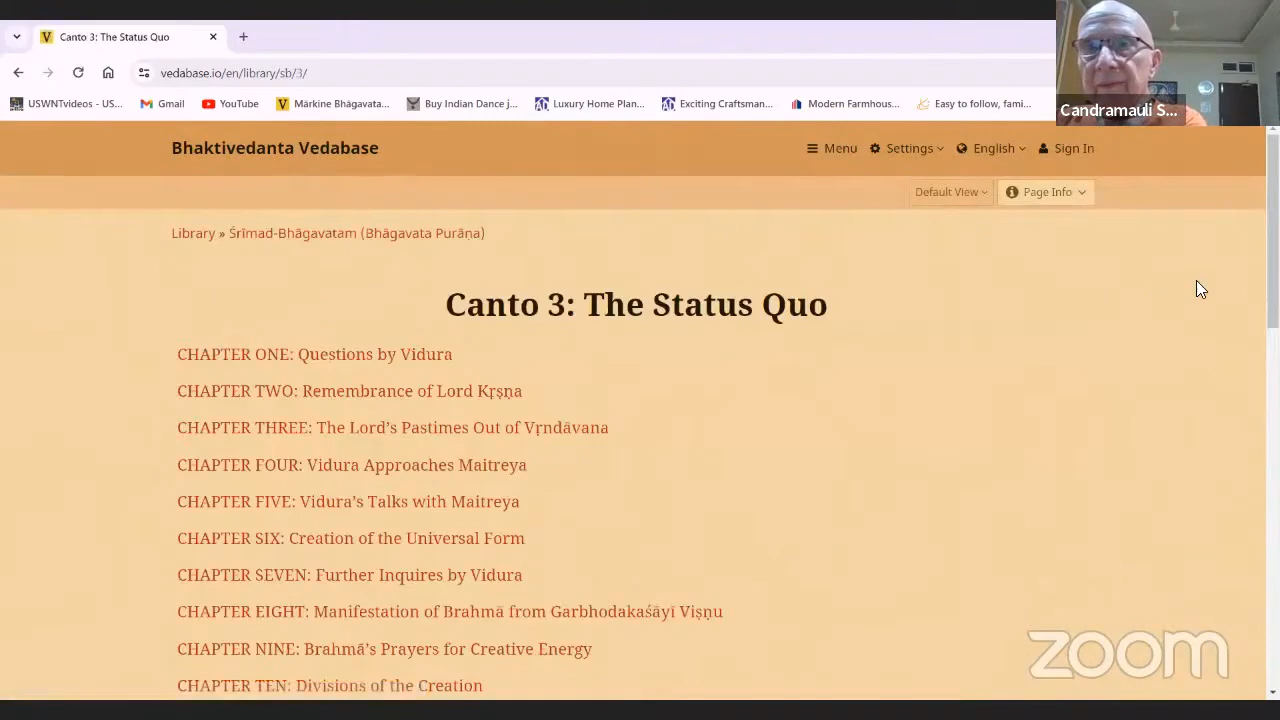 Canto 3: The Status Quo
vedabase.io/en/library/sb/3/
USWNTvideos - US...
Gmail
YouTube
Markine Bhāgavata...
Buy Indian Dance j...
Luxury Home Plan...
Exciting Craftsman...
Modern Farmhous...
Easy to follow, fami...
Candramauli S...
Bhaktivedanta Vedabase
Menu
Settings
English
Sign In
Default View
Page Info
Library » Śrīmad-Bhāgavatam (Bhāgavata Purāṇa)
Canto 3: The Status Quo
CHAPTER ONE: Questions by Vidura
CHAPTER TWO: Remembrance of Lord Kṛṣṇa
CHAPTER THREE: The Lord’s Pastimes Out of Vṛndāvana
CHAPTER FOUR: Vidura Approaches Maitreya
CHAPTER FIVE: Vidura’s Talks with Maitreya
CHAPTER SIX: Creation of the Universal Form
CHAPTER SEVEN: Further Inquires by Vidura
CHAPTER EIGHT: Manifestation of Brahmā from Garbhodakaśāyī Viṣṇu
CHAPTER NINE: Brahmā’s Prayers for Creative Energy
CHAPTER TEN: Divisions of the Creation
zoom